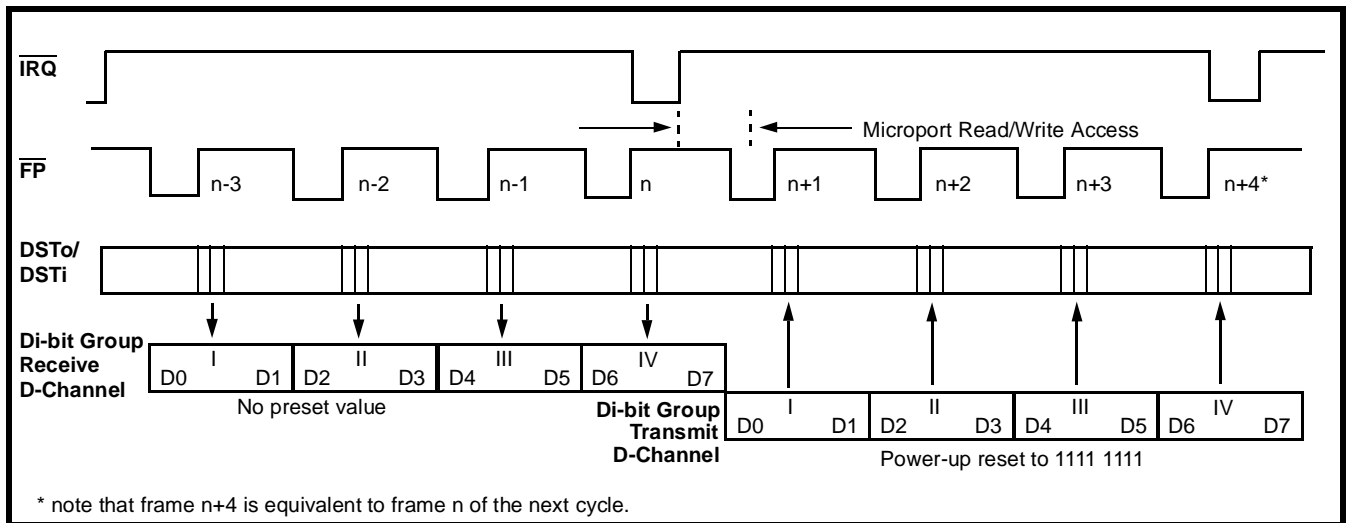 IRQ
Microport Read/Write Access
FP
n-3 n-2 n-1 n n+1 n+2 n+3 n+4*
DSTo/
DSTi
Di-bit Group
Receive
D-Channel
I II III IV
D0 D1 D2 D3 D4 D5 D6 D7
No preset value
Di-bit Group
Transmit
D-Channel
I II III IV
D0 D1 D2 D3 D4 D5 D6 D7
Power-up reset to 1111 1111
* note that frame n+4 is equivalent to frame n of the next cycle.